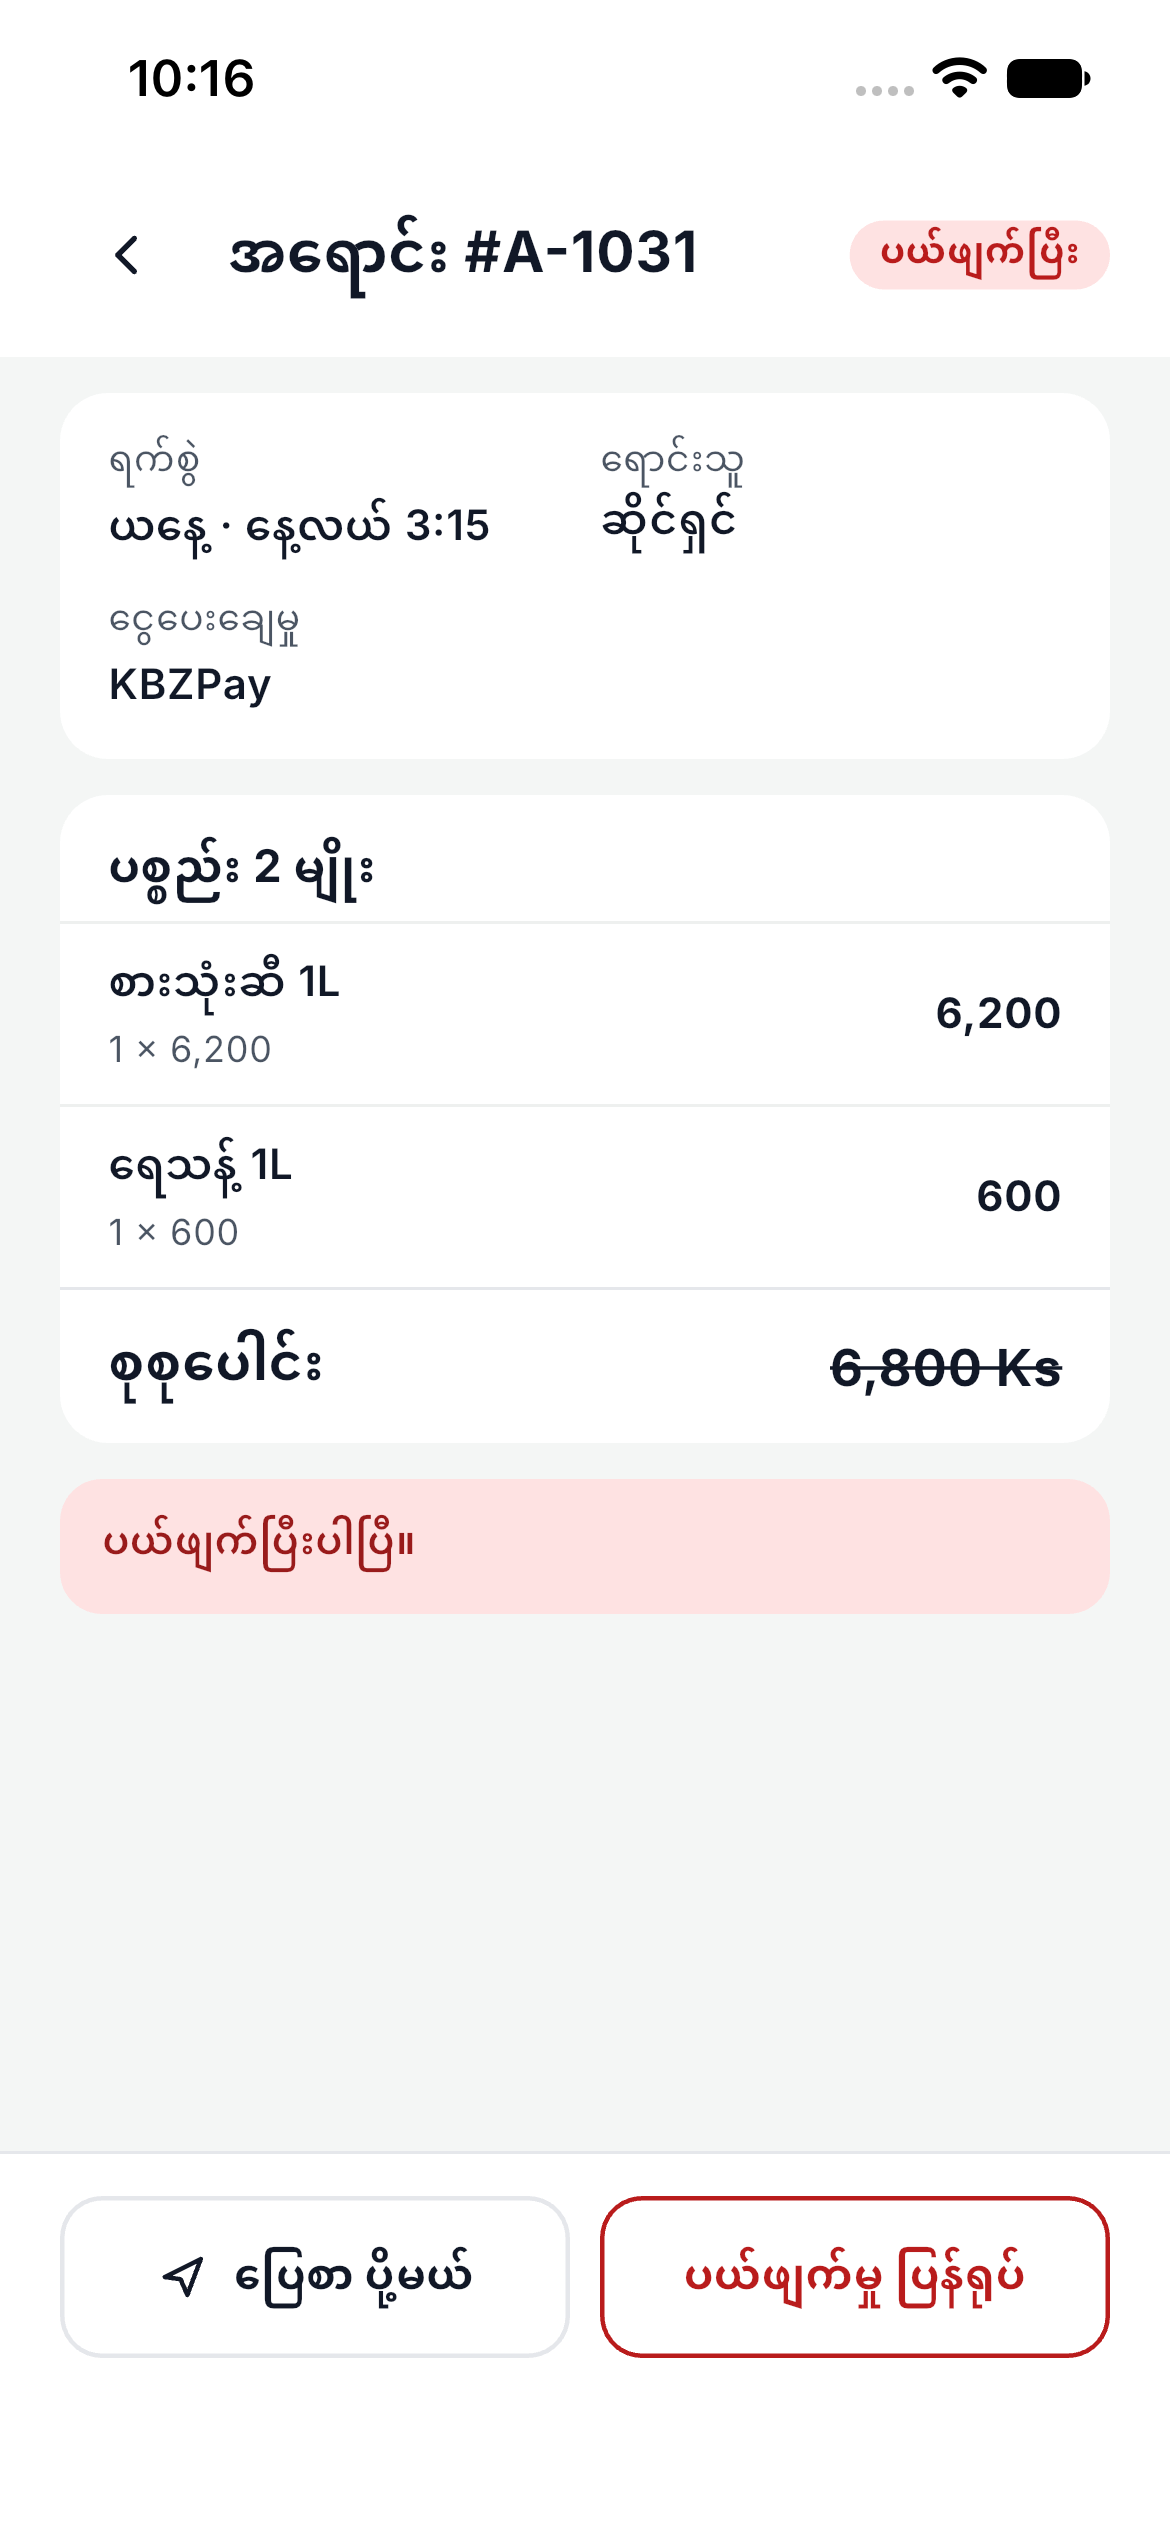 10:16
အရောင်း #A-1031
ပယ်ဖျက်ပြီး
ရက်စွဲ
ရောင်းသူ
ယနေ့ · နေ့လယ် 3:15
ဆိုင်ရှင်
ငွေပေးချေမှု
KBZPay
ပစ္စည်း 2 မျိုး
စားသုံးဆီ 1L
6,200
1 × 6,200
ရေသန့် 1L
600
1 × 600
စုစုပေါင်း
6,800 Ks
ပယ်ဖျက်ပြီးပါပြီ။
ပြေစာ ပို့မယ်
ပယ်ဖျက်မှု ပြန်ရုပ်